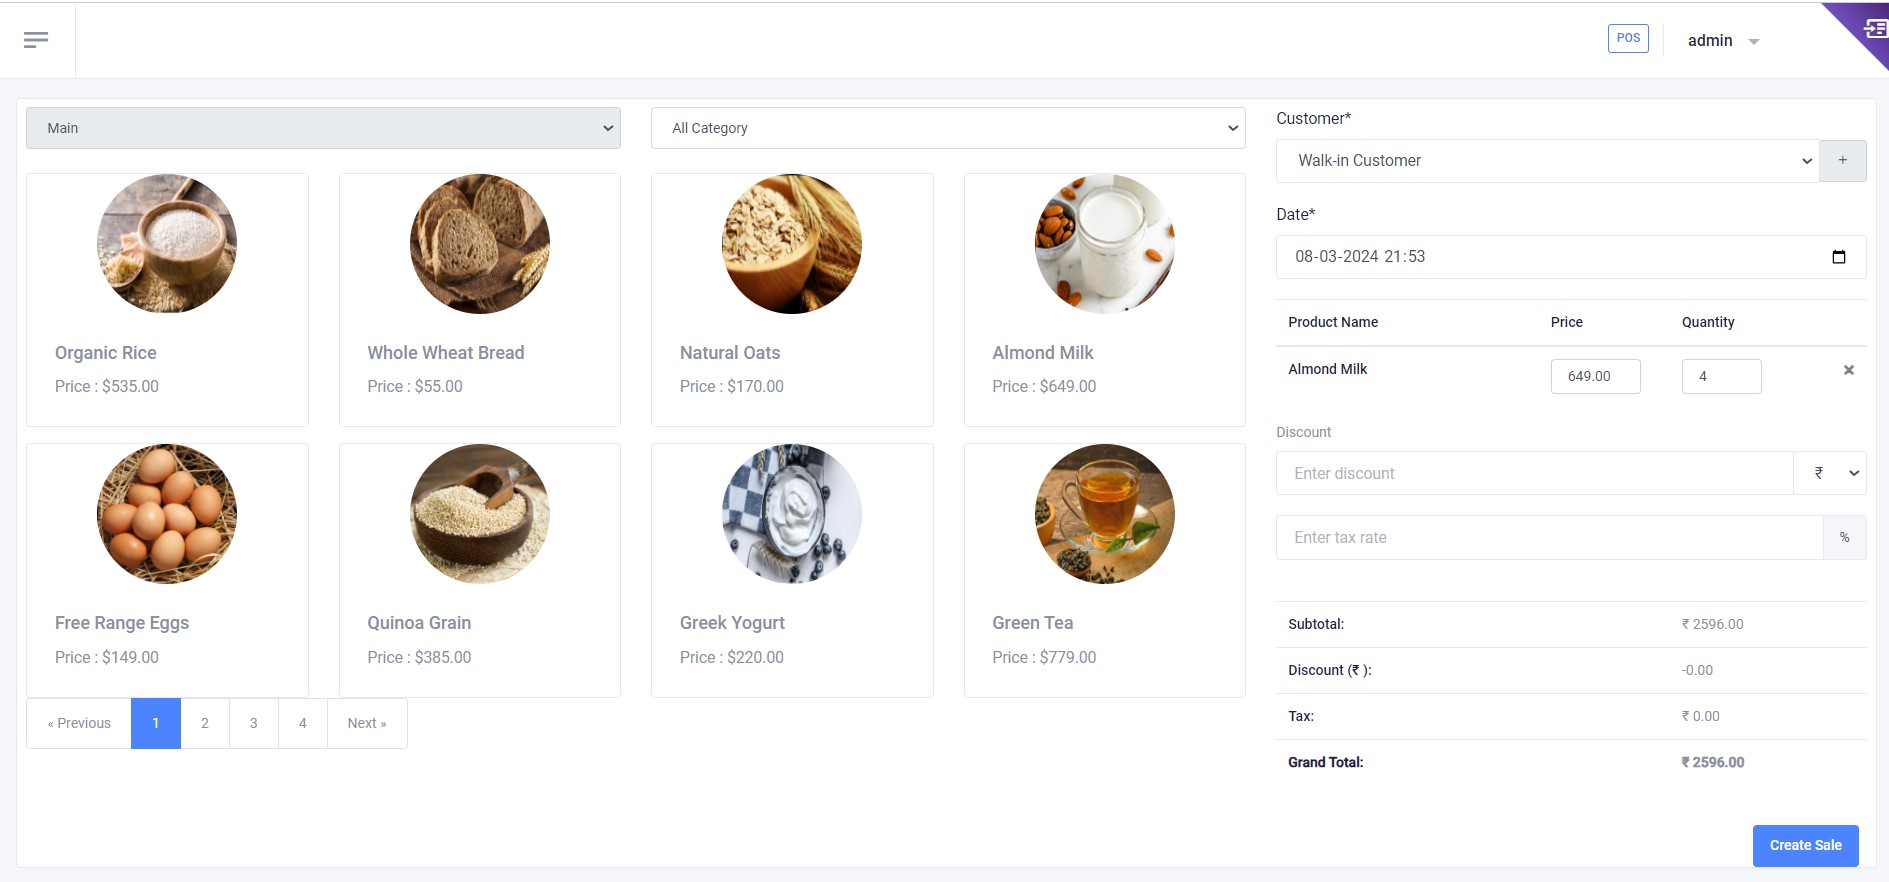 POS
admin
Main
All Category
Organic Rice
Price : $535.00
Whole Wheat Bread
Price : $55.00
Natural Oats
Price : $170.00
Almond Milk
Price : $649.00
Free Range Eggs
Price : $149.00
Quinoa Grain
Price : $385.00
Greek Yogurt
Price : $220.00
Green Tea
Price : $779.00
« Previous 1 2 3 4 Next »
Customer*
Walk-in Customer +
Date*
08-03-2024 21:53
Product Name Price Quantity
Almond Milk 649.00 4
Discount
Enter discount ₹
Enter tax rate %
Subtotal: ₹ 2596.00
Discount (₹ ): -0.00
Tax: ₹ 0.00
Grand Total: ₹ 2596.00
Create Sale